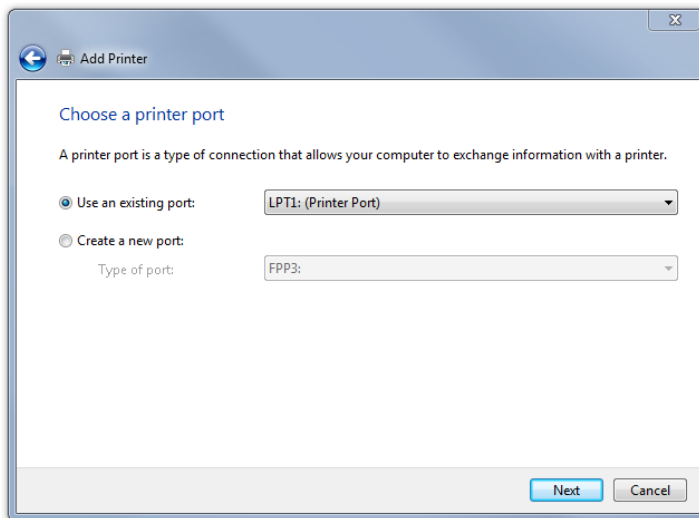 Add Printer
Choose a printer port
A printer port is a type of connection that allows your computer to exchange information with a printer.
Use an existing port: LPT1: (Printer Port)
Create a new port:
Type of port: FPP3:
Next Cancel